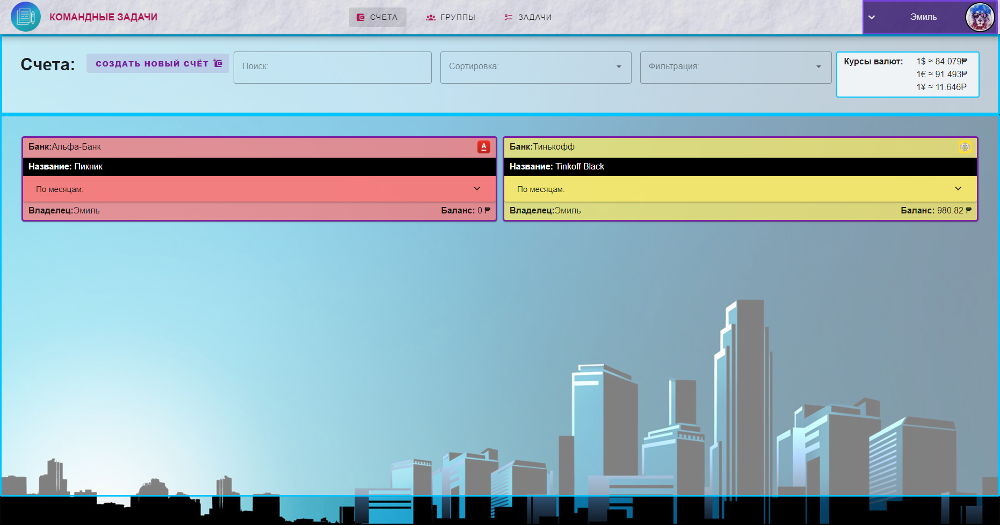 КОМАНДНЫЕ ЗАДАЧИ
СЧЕТА
ГРУППЫ
ЗАДАЧИ
Эмиль
Счета:
СОЗДАТЬ НОВЫЙ СЧЁТ
Поиск:
Сортировка:
Фильтрация:
Курсы валют: 1$ ≈ 84.079₽
1€ ≈ 91.493₽
1¥ ≈ 11.646₽
Банк:Альфа-Банк
А
Название: Пикник
По месяцам:
Владелец:Эмиль Баланс: 0 ₽
Банк:Тинькофф
Название: Tinkoff Black
По месяцам:
Владелец:Эмиль Баланс: 980.82 ₽